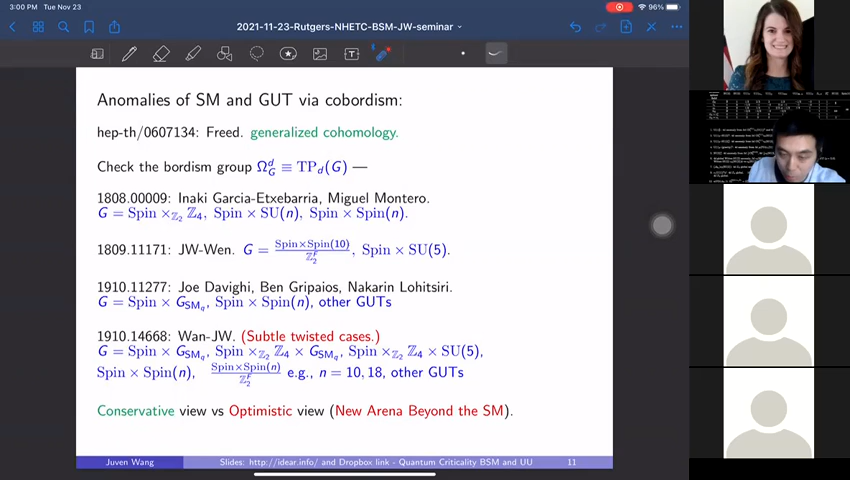 3:00 PM Tue Nov 23
96%
2021-11-23-Rutgers-NHETC-BSM-JW-seminar
Anomalies of SM and GUT via cobordism:
hep-th/0607134: Freed. generalized cohomology.
Check the bordism group Ω^d_G ≡ TP_d(G) —
1808.00009: Inaki Garcia-Etxebarria, Miguel Montero.
G = Spin ×_{ℤ₂} ℤ₄, Spin × SU(n), Spin × Spin(n).
1809.11171: JW-Wen. G = Spin×Spin(10)/ℤ₂^F, Spin × SU(5).
1910.11277: Joe Davighi, Ben Gripaios, Nakarin Lohitsiri.
G = Spin × G_{SM_q}, Spin × Spin(n), other GUTs
1910.14668: Wan-JW. (Subtle twisted cases.)
G = Spin × G_{SM_q}, Spin ×_{ℤ₂} ℤ₄ × G_{SM_q}, Spin ×_{ℤ₂} ℤ₄ × SU(5),
Spin × Spin(n), Spin×Spin(n)/ℤ₂^F e.g., n = 10, 18, other GUTs
Conservative view vs Optimistic view (New Arena Beyond the SM).
Juven Wang Slides: http://idear.info/ and Dropbox link - Quantum Criticality BSM and UU 11